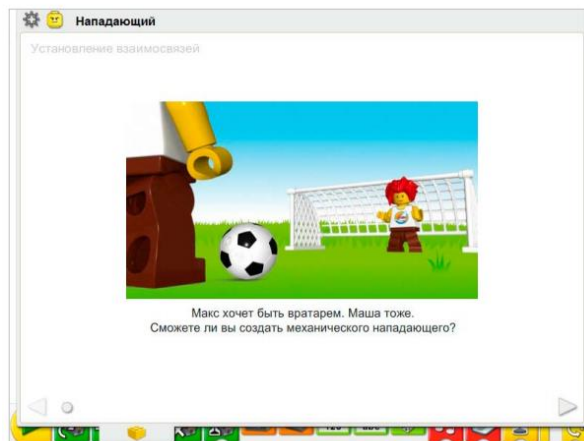 Нападающий
Установление взаимосвязей
Макс хочет быть вратарем. Маша тоже.
Сможете ли вы создать механического нападающего?